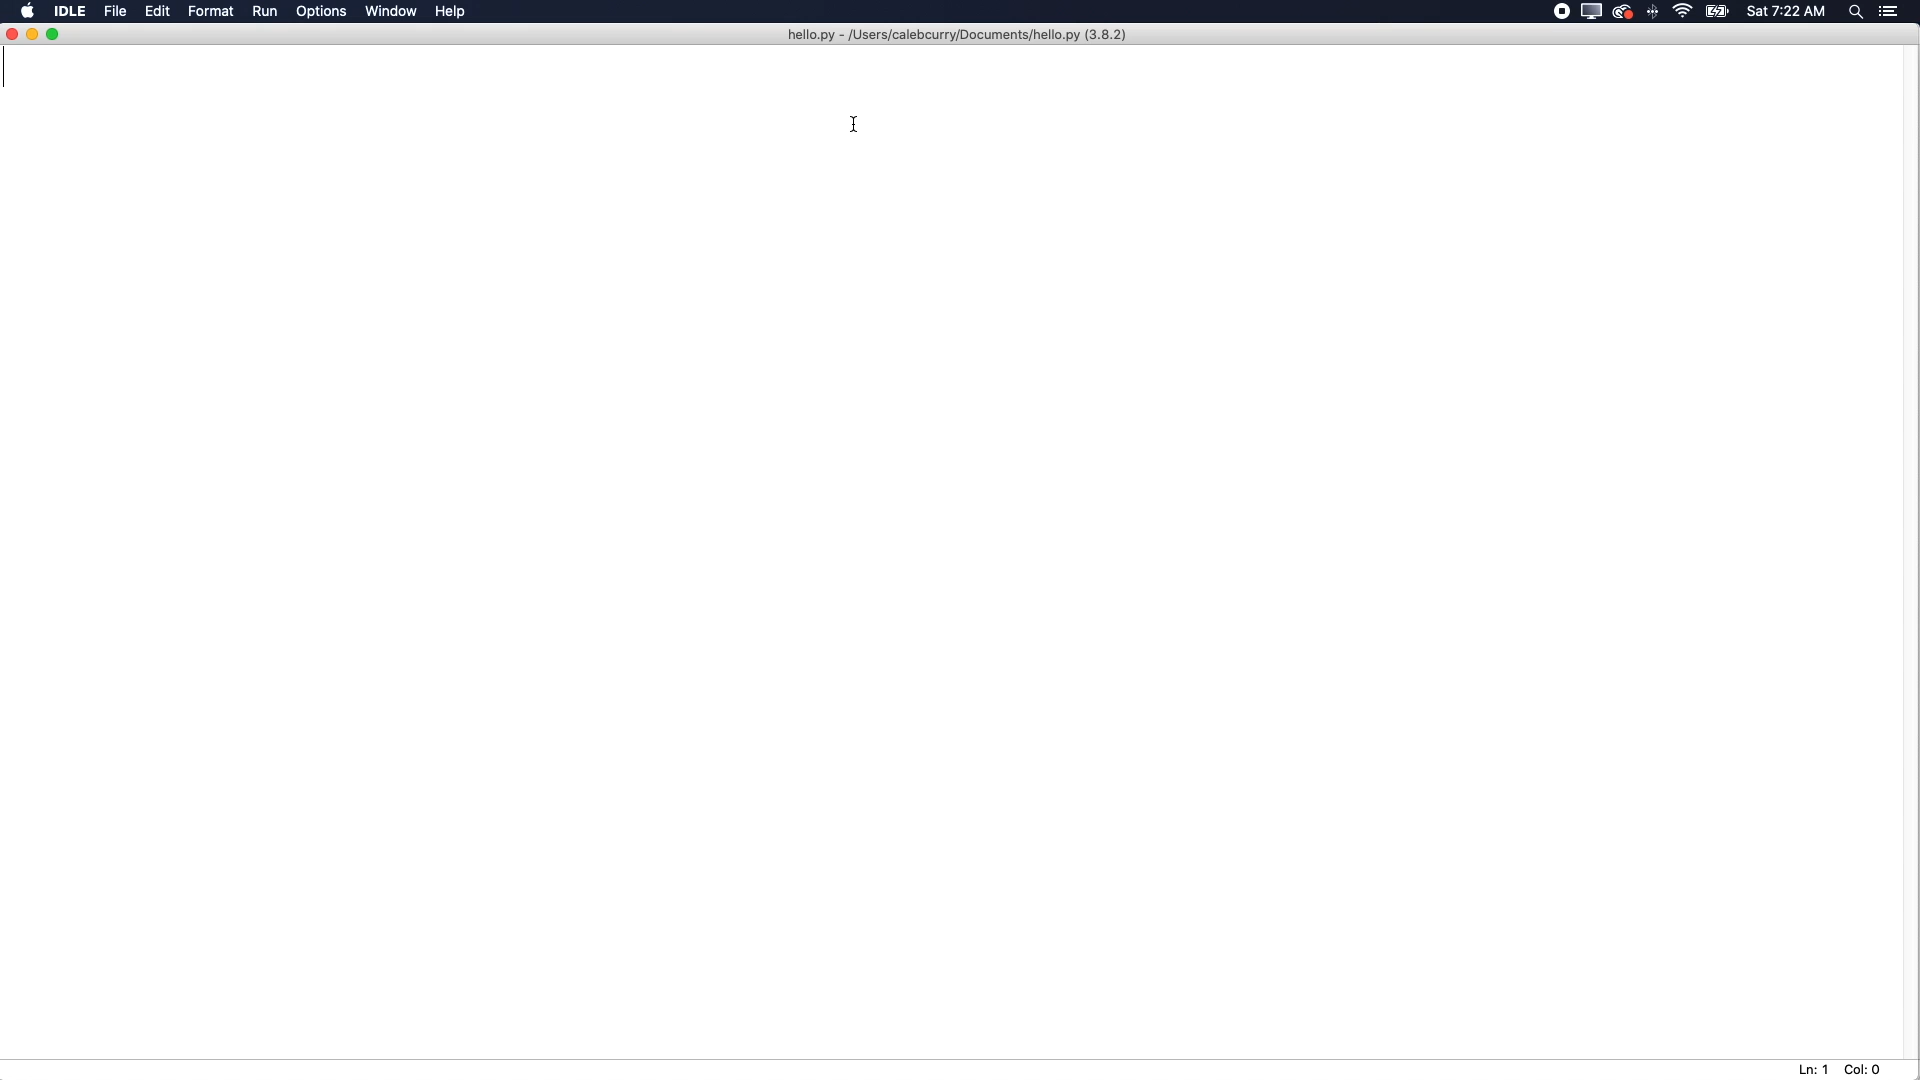 IDLE File Edit Format Run Options Window Help Sat 7:22 AM
hello.py - /Users/calebcurry/Documents/hello.py (3.8.2)
Ln: 1 Col: 0